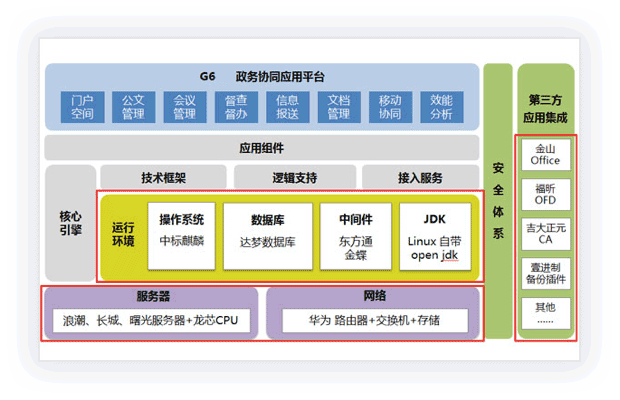 G6 政务协同应用平台
门户
空间
公文
管理
会议
管理
督查
督办
信息
报送
文档
管理
移动
协同
效能
分析
应用组件
核心
引擎
技术框架
逻辑支持
接入服务
运行
环境
操作系统
中标麒麟
数据库
达梦数据库
中间件
东方通
金蝶
JDK
Linux 自带
open jdk
服务器
浪潮、长城、曙光服务器+龙芯CPU
网络
华为 路由器+交换机+存储
安
全
体
系
第三方
应用集成
金山
Office
福昕
OFD
吉大正元
CA
壹进制
备份插件
其他
......